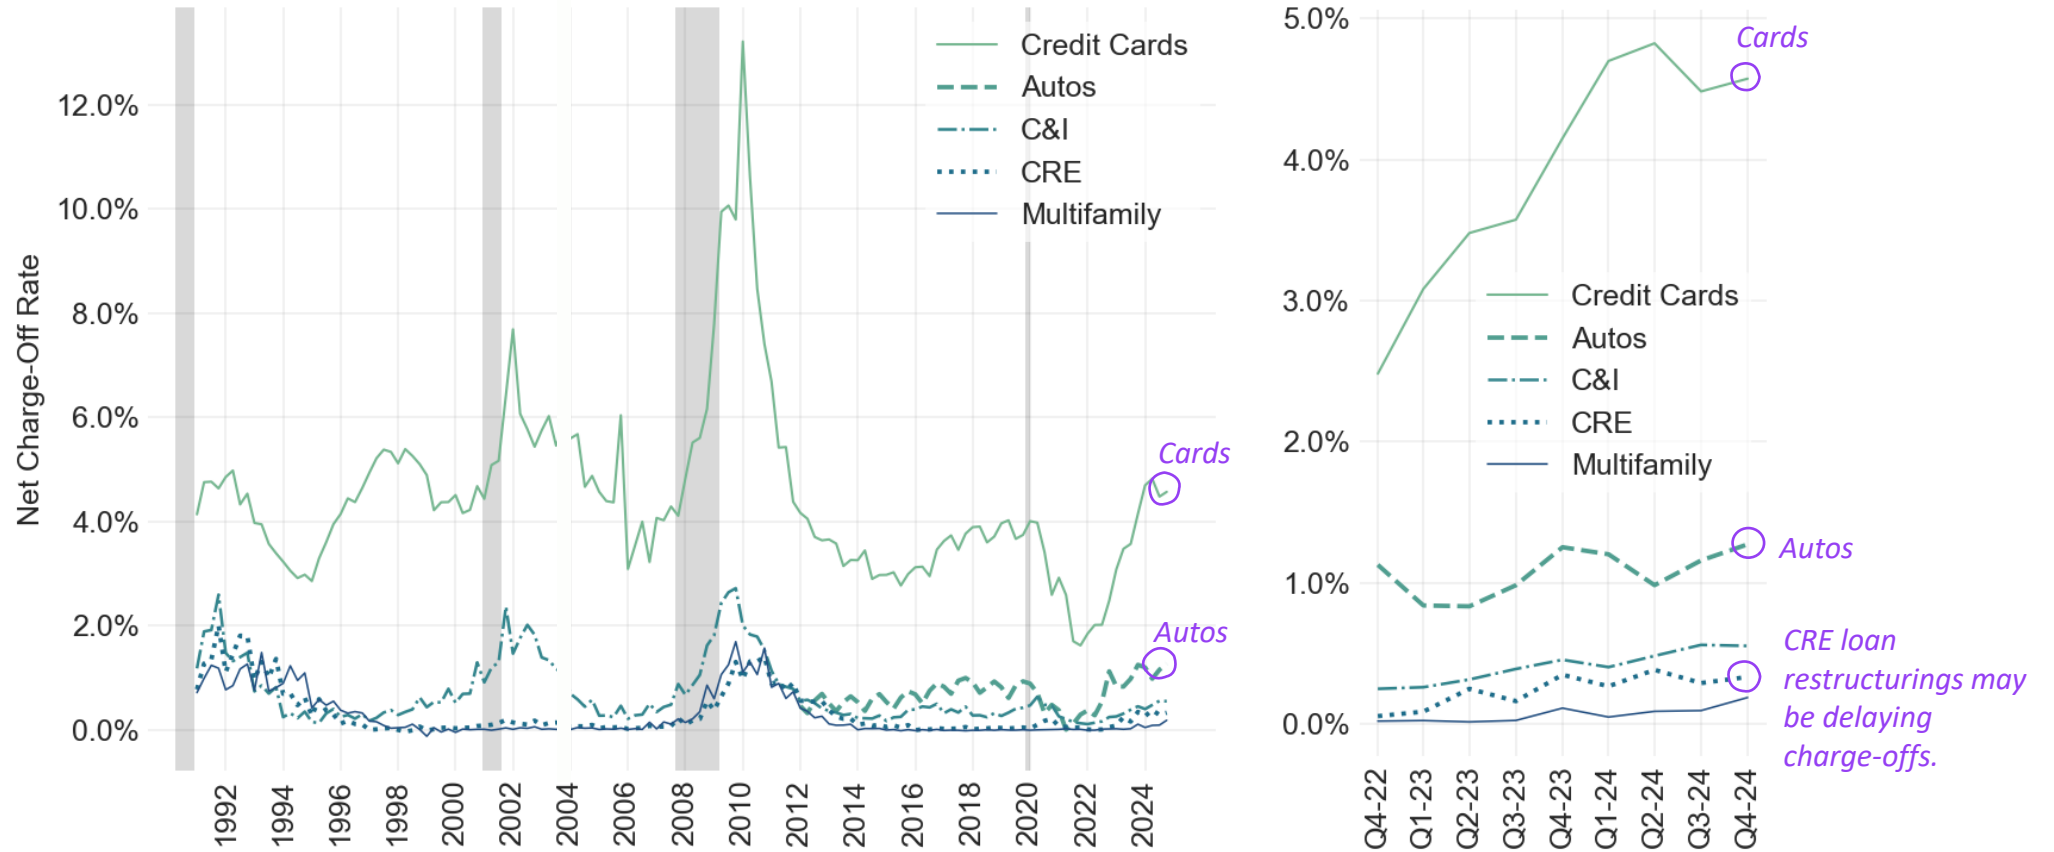 Net Charge-Off Rate
12.0%
10.0%
8.0%
6.0%
4.0%
2.0%
0.0%
1992
1994
1996
1998
2000
2002
2004
2006
2008
2010
2012
2014
2016
2018
2020
2022
2024
Credit Cards
Autos
C&I
CRE
Multifamily
Cards
Autos
5.0%
4.0%
3.0%
2.0%
1.0%
0.0%
Q4-22
Q1-23
Q2-23
Q3-23
Q4-23
Q1-24
Q2-24
Q3-24
Q4-24
Credit Cards
Autos
C&I
CRE
Multifamily
Cards
Autos
CRE loan
restructurings may
be delaying
charge-offs.